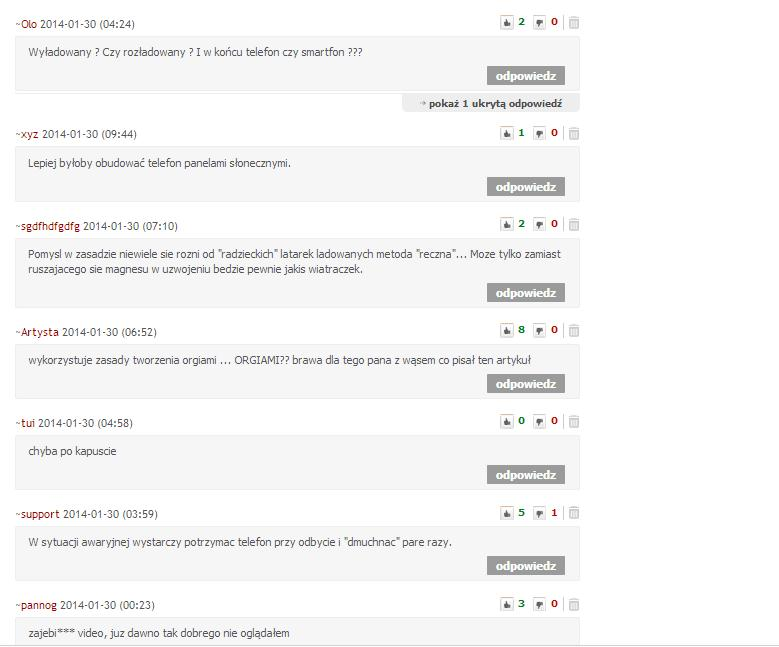 ~Olo 2014-01-30 (04:24) 2 0
Wyładowany ? Czy rozładowany ? I w końcu telefon czy smartfon ???
odpowiedz
→ pokaż 1 ukrytą odpowiedź
~xyz 2014-01-30 (09:44) 1 0
Lepiej byłoby obudować telefon panelami słonecznymi.
odpowiedz
~sgdfhdfgdfg 2014-01-30 (07:10) 2 0
Pomysl w zasadzie niewiele sie rozni od "radzieckich" latarek ladowanych metoda "reczna"... Moze tylko zamiast
ruszajacego sie magnesu w uzwojeniu bedzie pewnie jakis wiatraczek.
odpowiedz
~Artysta 2014-01-30 (06:52) 8 0
wykorzystuje zasady tworzenia orgiami ... ORGIAMI?? brawa dla tego pana z wąsem co pisał ten artykuł
odpowiedz
~tui 2014-01-30 (04:58) 0 0
chyba po kapuscie
odpowiedz
~support 2014-01-30 (03:59) 5 1
W sytuacji awaryjnej wystarczy potrzymac telefon przy odbycie i "dmuchnac" pare razy.
odpowiedz
~pannog 2014-01-30 (00:23) 3 0
zajebi*** video, juz dawno tak dobrego nie oglądałem